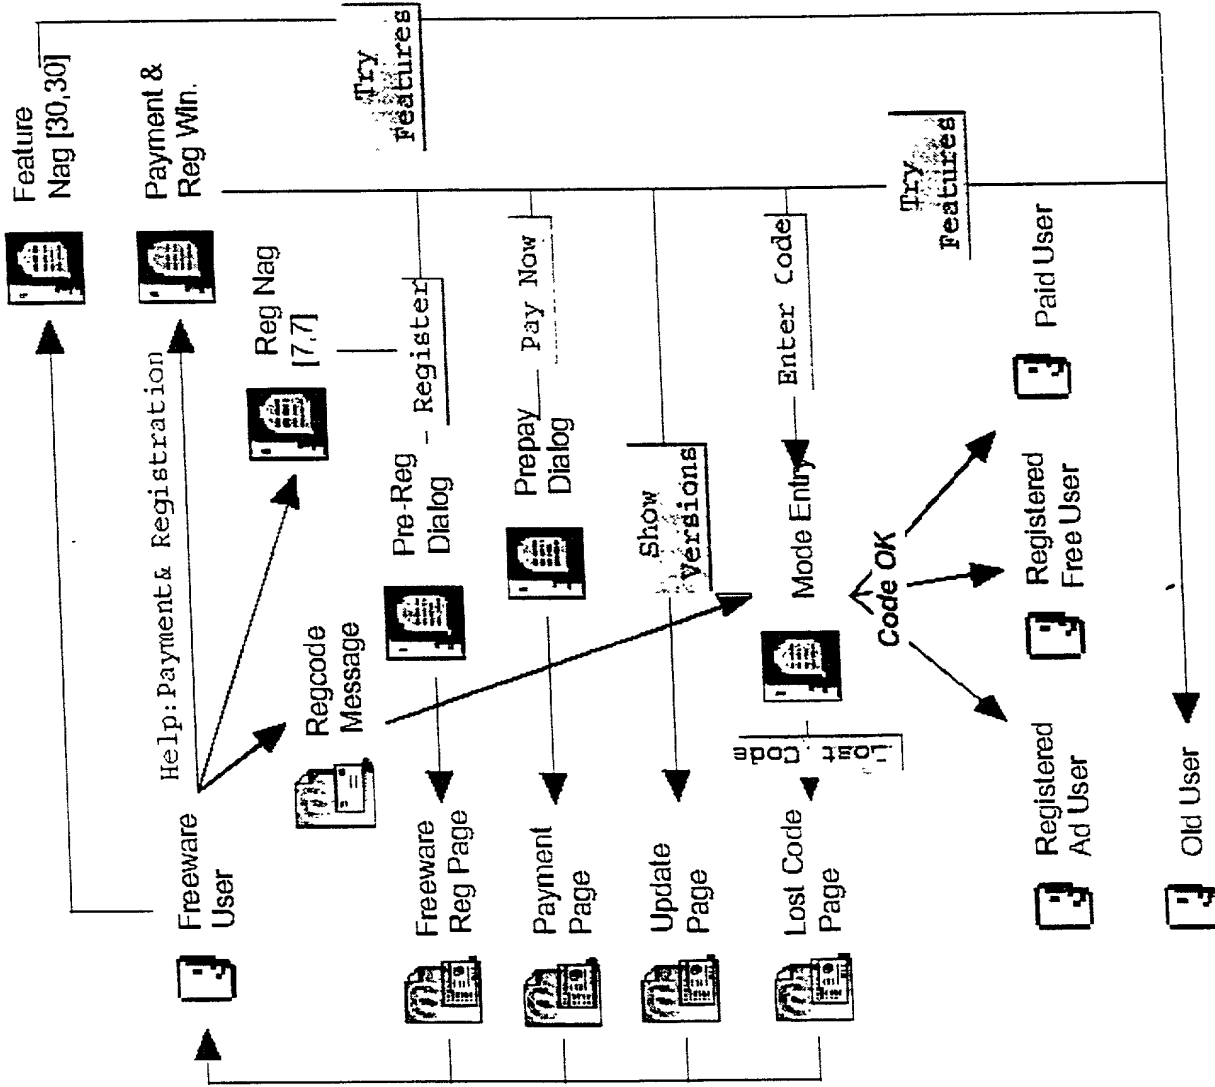 Feature
Nag [30,30]
Payment &
Reg Win.
Try
Features
Help:Payment& Registration
Freeware
User
Reg Nag
[7,7]
Regcode
Message
Pre-Reg
Dialog
Register
Freeware
Reg Page
Prepay
Dialog
Pay Now
Payment
Page
Show
Versions
Update
Page
Mode Entry
Enter Code
Lost Code
Lost Code
Page
Code OK
Try
Features
Paid User
Registered
Free User
Registered
Ad User
Old User